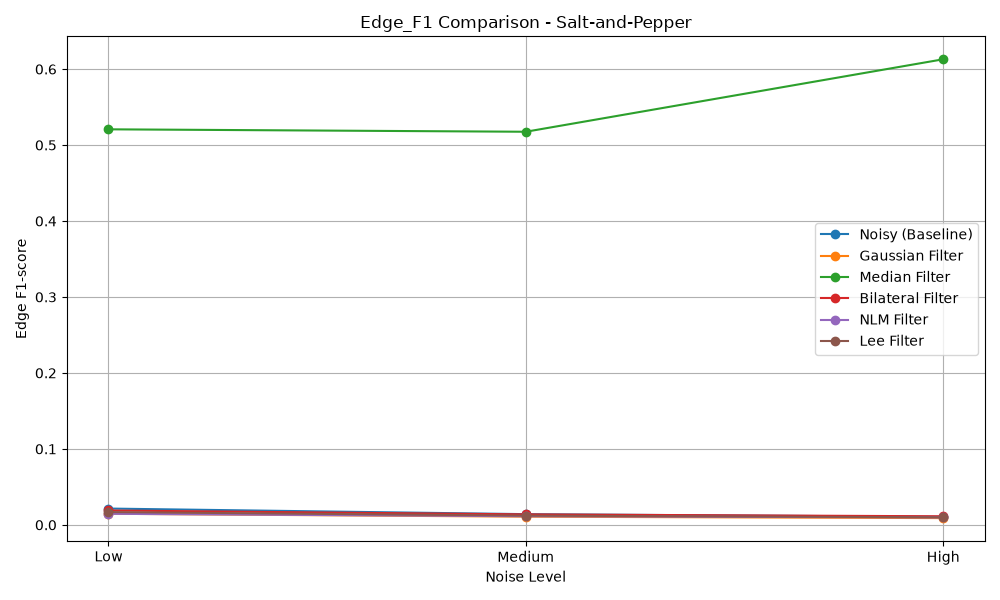 Edge_F1 Comparison - Salt-and-Pepper
Edge F1-score
0.6
0.5
0.4
0.3
0.2
0.1
0.0
Noisy (Baseline)
Gaussian Filter
Median Filter
Bilateral Filter
NLM Filter
Lee Filter
Low
Medium
High
Noise Level